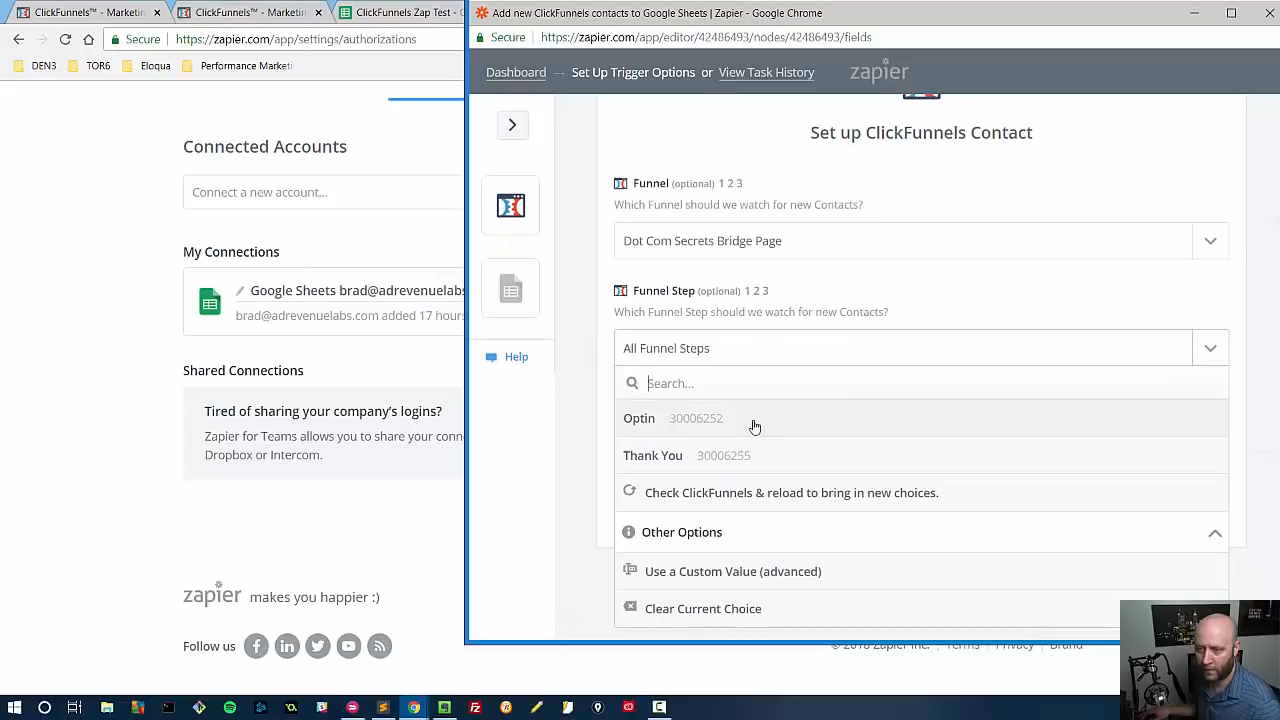 ClickFunnels™ - Marketin
ClickFunnels™ - Marketin
ClickFunnels Zap Test -
Add new ClickFunnels contacts to Google Sheets | Zapier - Google Chrome
Secure
https://zapier.com/app/settings/authorizations
Secure
https://zapier.com/app/editor/42486493/nodes/42486493/fields
DEN3
TOR6
Eloqua
Performance Marketi
Dashboard → Set Up Trigger Options or View Task History
zapier
Connected Accounts
Connect a new account...
My Connections
Google Sheets brad@adrevenuelabs
brad@adrevenuelabs.com added 17 hours
Shared Connections
Tired of sharing your company's logins?
Zapier for Teams allows you to share your conn
Dropbox or Intercom.
zapier makes you happier :)
Follow us
Set up ClickFunnels Contact
Funnel (optional) 1 2 3
Which Funnel should we watch for new Contacts?
Dot Com Secrets Bridge Page
Funnel Step (optional) 1 2 3
Which Funnel Step should we watch for new Contacts?
All Funnel Steps
Search...
Optin 30006252
Thank You 30006255
Check ClickFunnels & reload to bring in new choices.
Other Options
Use a Custom Value (advanced)
Clear Current Choice
Help
© 2018 Zapier Inc.
Terms
Privacy
Brand